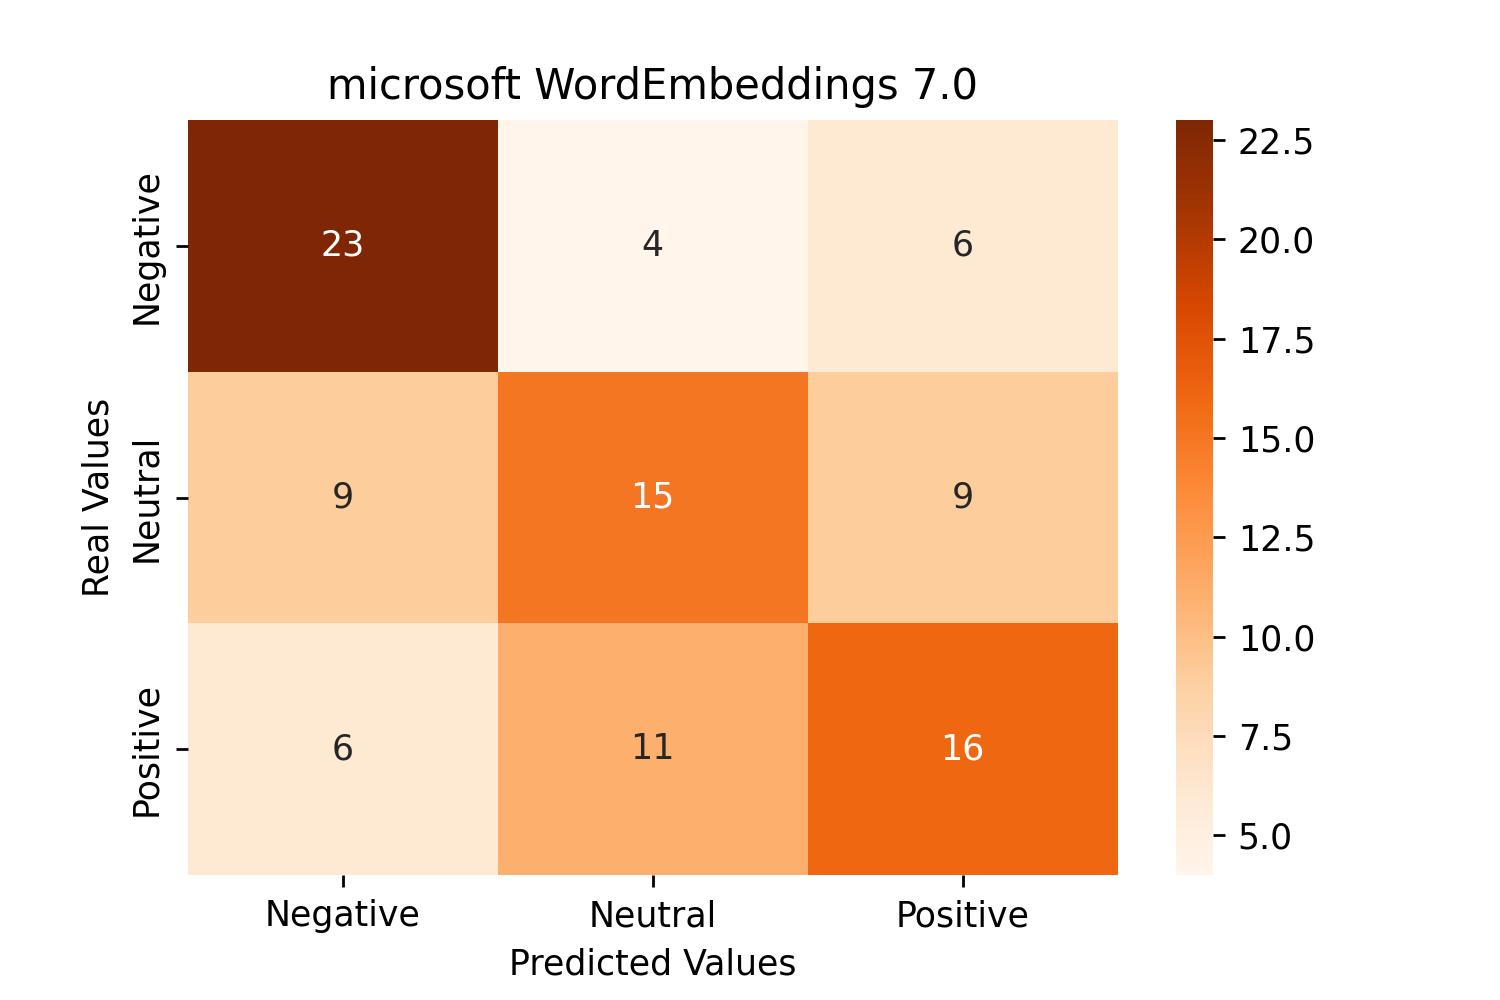 microsoft WordEmbeddings 7.0
Real Values
Negative
23 4 6
Neutral
9 15 9
Positive
6 11 16
Negative Neutral Positive
Predicted Values
22.5
20.0
17.5
15.0
12.5
10.0
7.5
5.0